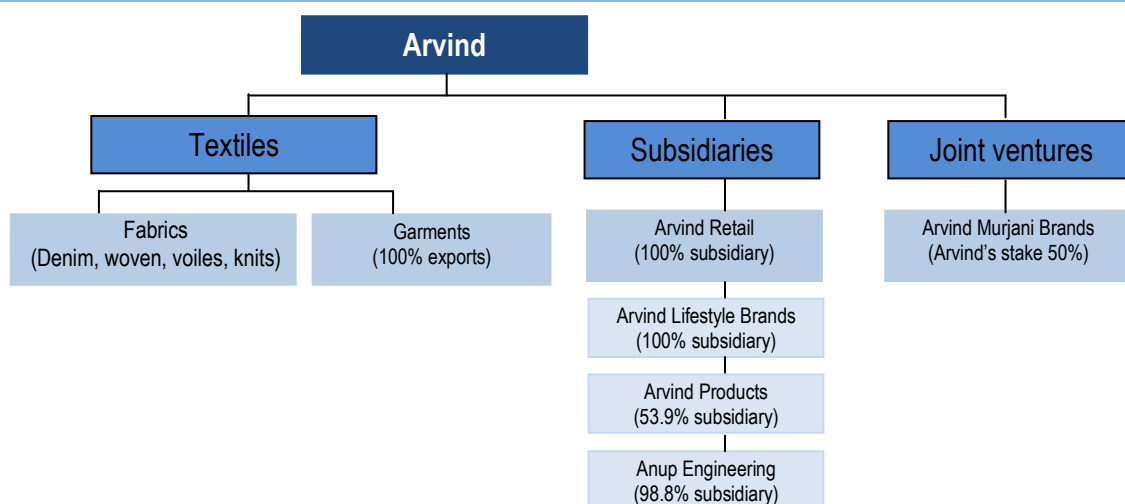 Arvind
Textiles
Subsidiaries
Joint ventures
Fabrics
(Denim, woven, voiles, knits)
Garments
(100% exports)
Arvind Retail
(100% subsidiary)
Arvind Murjani Brands
(Arvind's stake 50%)
Arvind Lifestyle Brands
(100% subsidiary)
Arvind Products
(53.9% subsidiary)
Anup Engineering
(98.8% subsidiary)